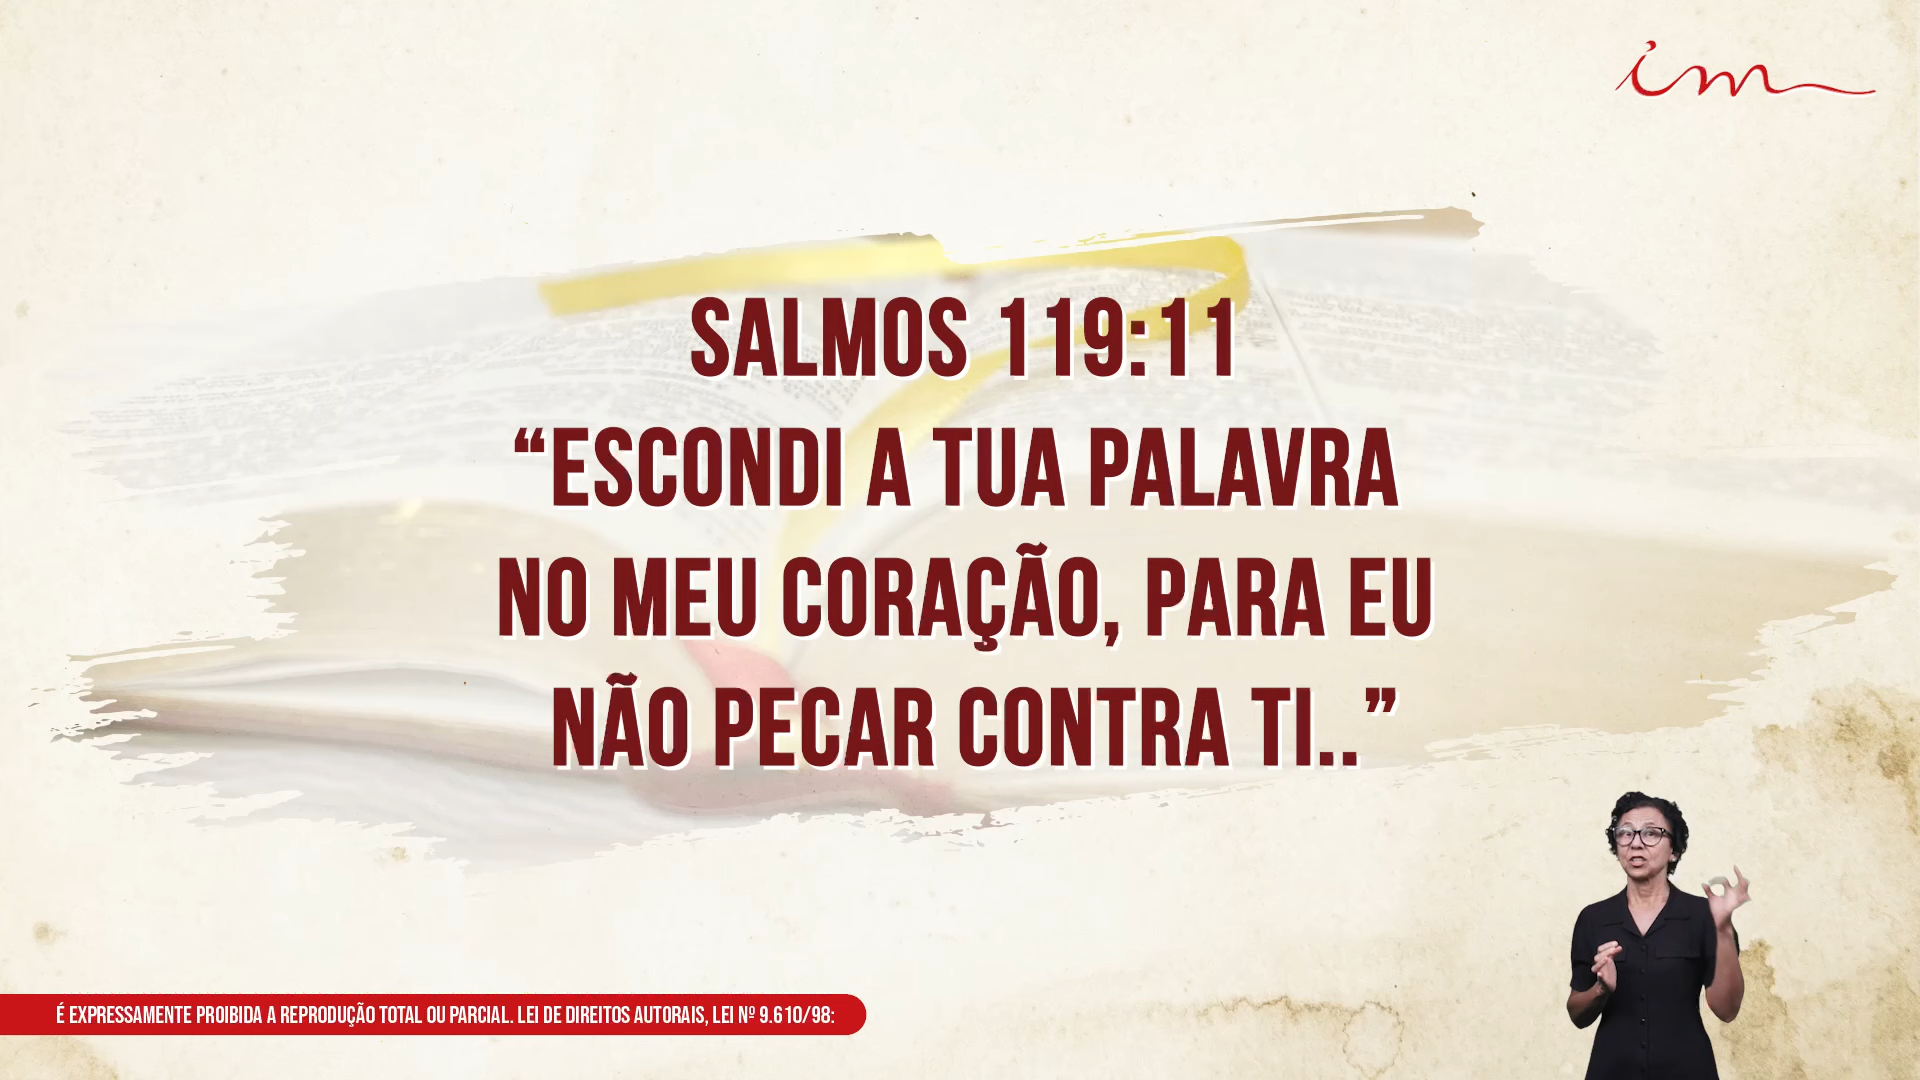 im
SALMOS 119:11
“ESCONDI A TUA PALAVRA
NO MEU CORAÇÃO, PARA EU
NÃO PECAR CONTRA TI..”
É EXPRESSAMENTE PROIBIDA A REPRODUÇÃO TOTAL OU PARCIAL. LEI DE DIREITOS AUTORAIS, LEI Nº 9.610/98: